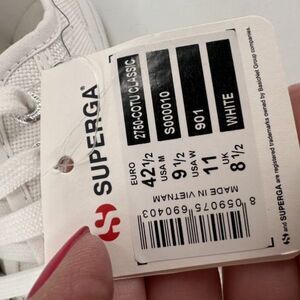 SUPERGA®
2750-COTU CLASSIC
S000010
901
WHITE
EURO 42 1/2
USA M 9 1/2
USA W 11
UK 8 1/2
MADE IN VIETNAM
8 059075 690403
and SUPERGA are registered trademarks owned by BasicNet Group companies.